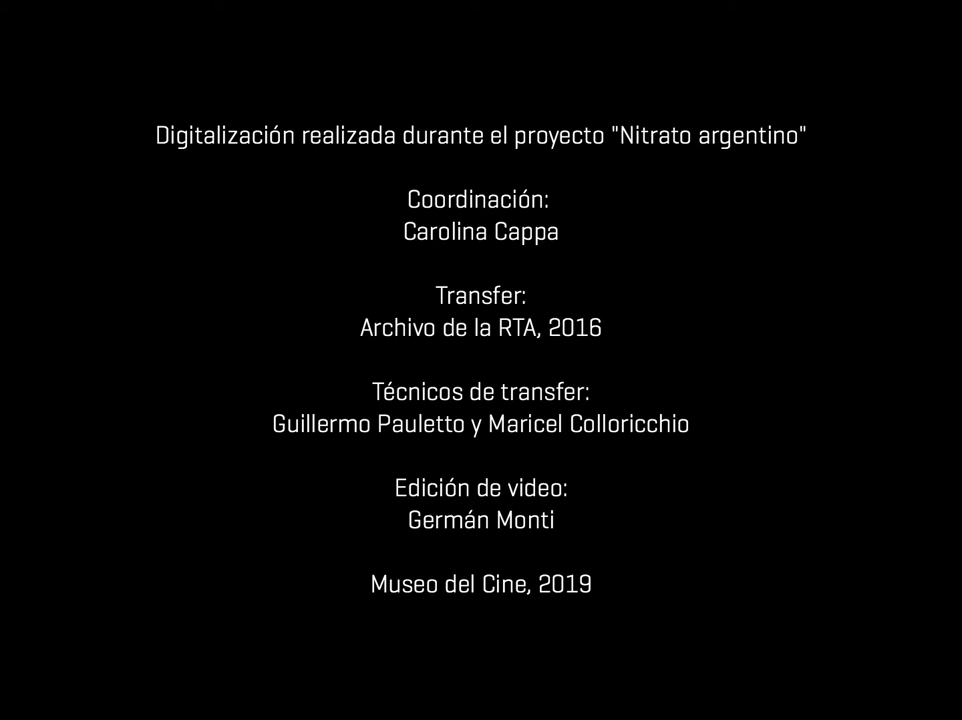 Digitalización realizada durante el proyecto "Nitrato argentino"
Coordinación:
Carolina Cappa
Transfer:
Archivo de la RTA, 2016
Técnicos de transfer:
Guillermo Pauletto y Maricel Colloricchio
Edición de video:
Germán Monti
Museo del Cine, 2019